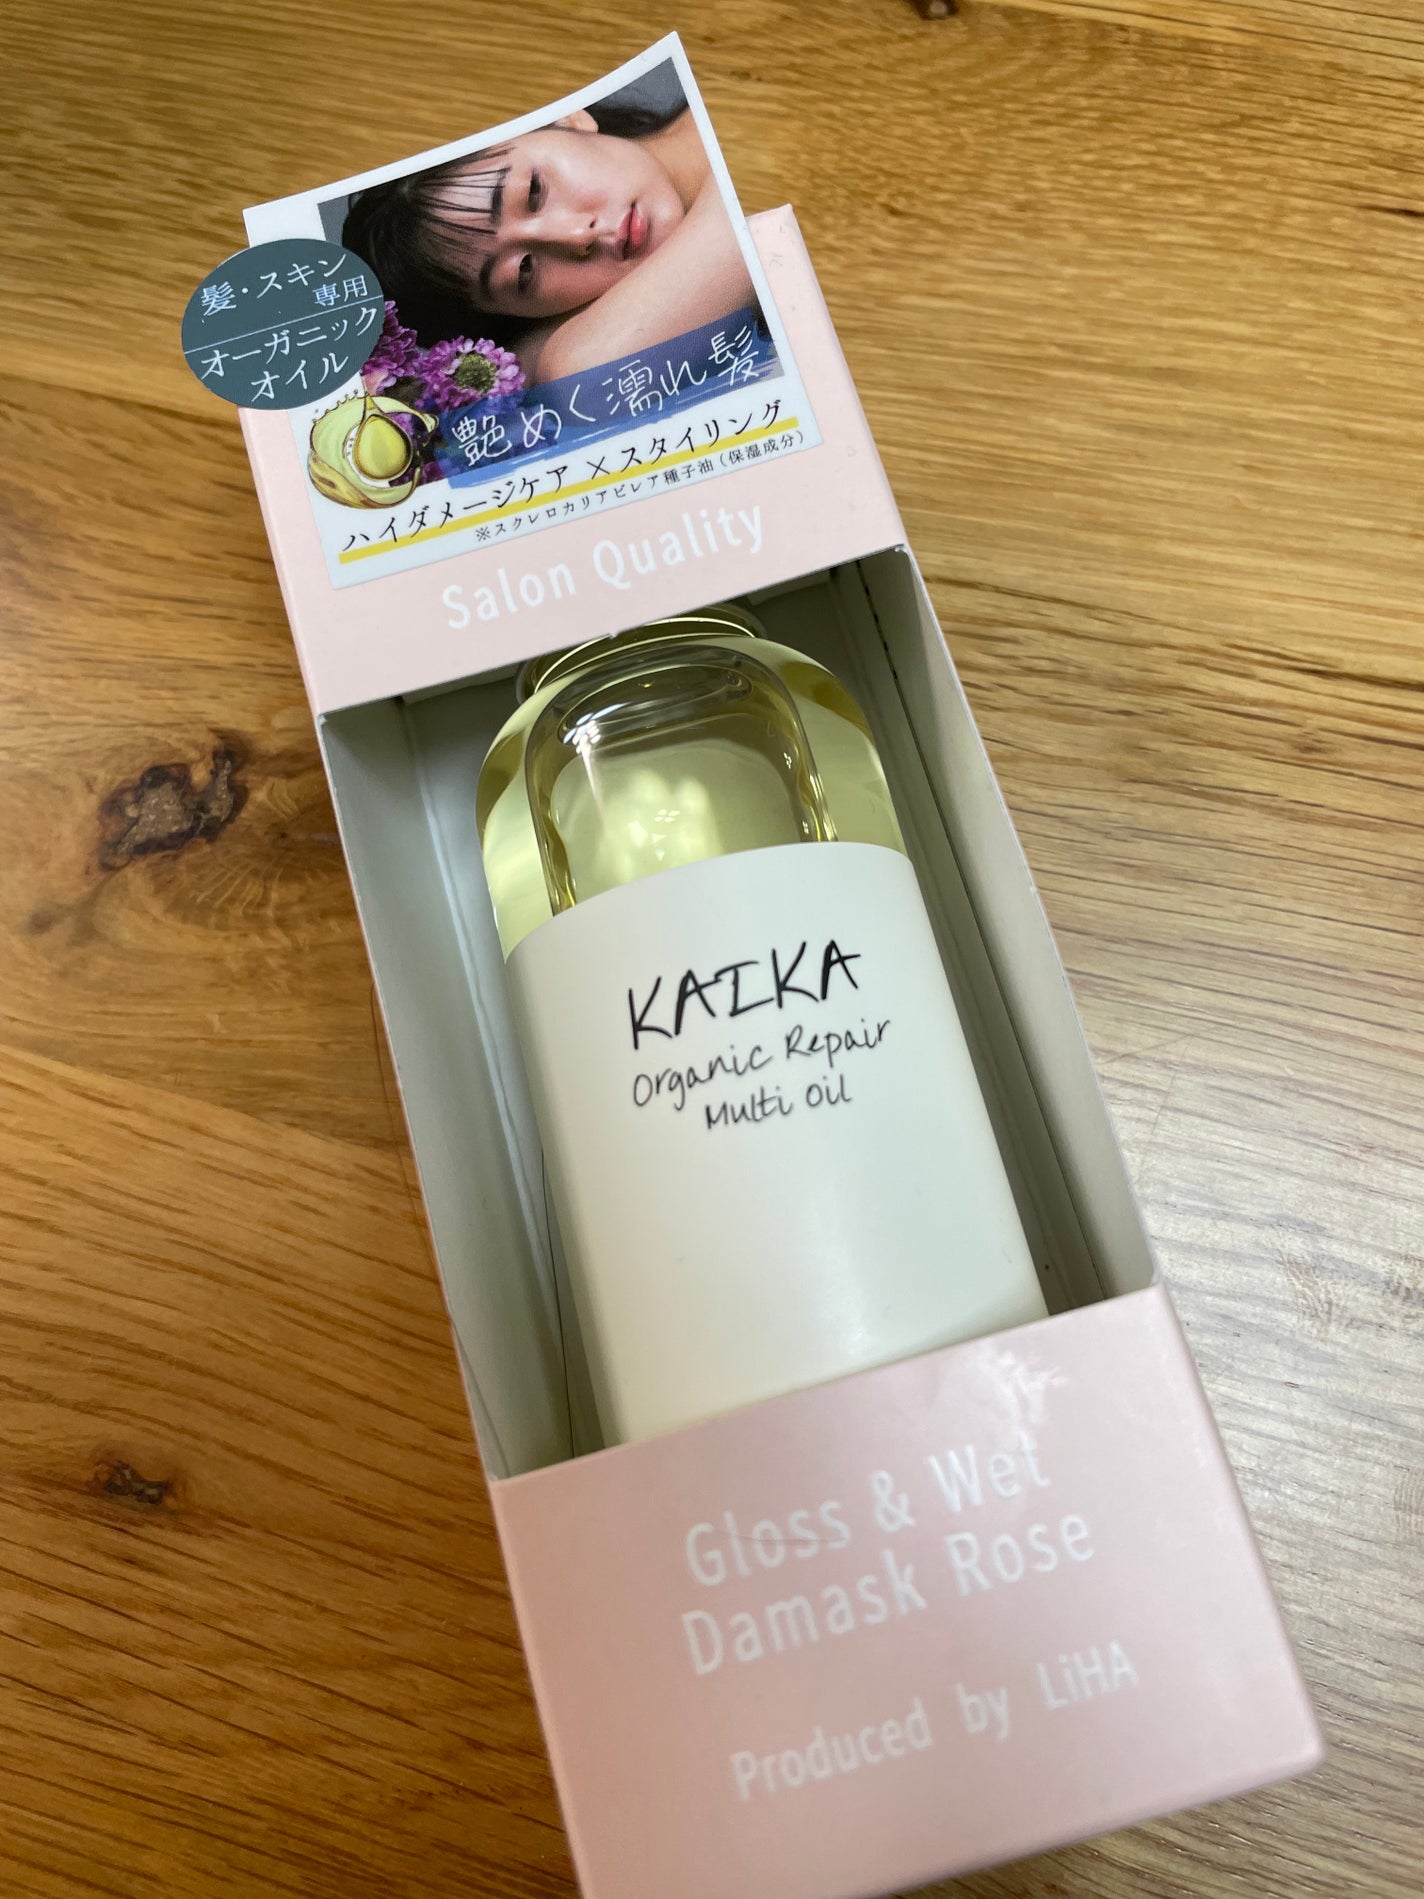 髪・スキン
専用
オーガニック
オイル
艶めく濡れ髪
ハイダメージケア×スタイリング
※スクレロカリアビレア種子油(保湿成分)
Salon Quality
KAIKA
Organic Repair
Multi Oil
Gloss & Wet
Damask Rose
Produced by LiHA